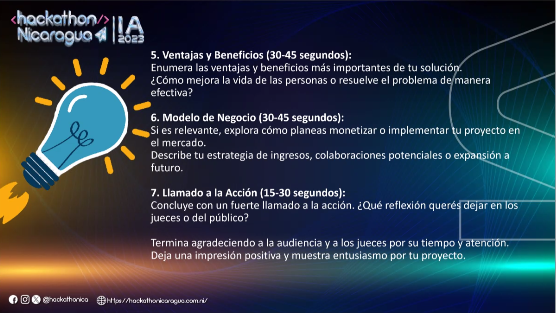 <hackathon/>
Nicaragua
IA
2023
5. Ventajas y Beneficios (30-45 segundos):
Enumera las ventajas y beneficios más importantes de tu solución.
¿Cómo mejora la vida de las personas o resuelve el problema de manera
efectiva?
6. Modelo de Negocio (30-45 segundos):
Si es relevante, explora cómo planeas monetizar o implementar tu proyecto en
el mercado.
Describe tu estrategia de ingresos, colaboraciones potenciales o expansión a
futuro.
7. Llamado a la Acción (15-30 segundos):
Concluye con un fuerte llamado a la acción. ¿Qué reflexión querés dejar en los
jueces o del público?
Termina agradeciendo a la audiencia y a los jueces por su tiempo y atención.
Deja una impresión positiva y muestra entusiasmo por tu proyecto.
@hackathonica
https://hackathonicaragua.com.ni/